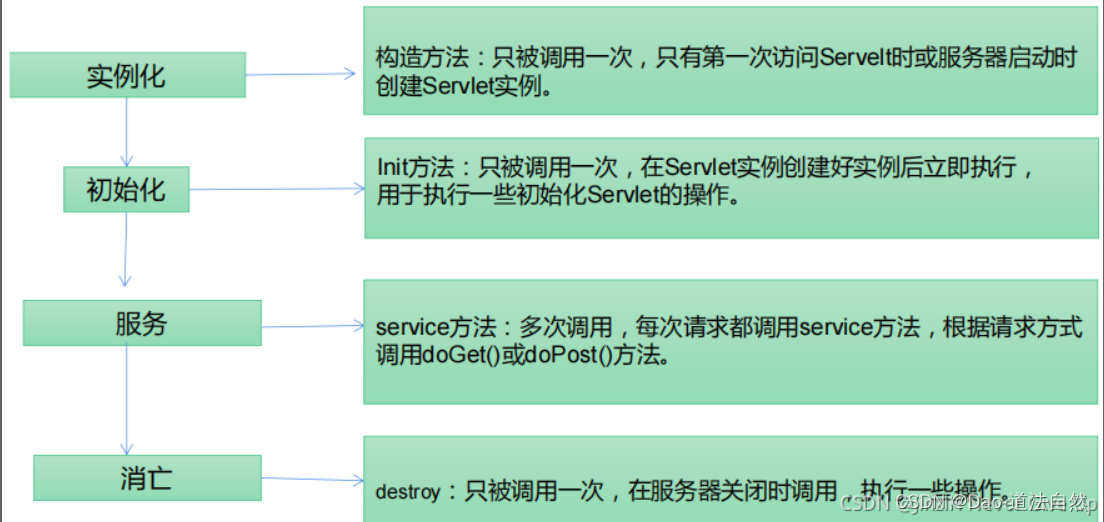 实例化
构造方法：只被调用一次，只有第一次访问Servelt时或服务器启动时
创建Servlet实例。
初始化
Init方法：只被调用一次，在Servlet实例创建好实例后立即执行，
用于执行一些初始化Servlet的操作。
服务
service方法：多次调用，每次请求都调用service方法，根据请求方式
调用doGet()或doPost()方法。
消亡
destroy：只被调用一次，在服务器关闭时调用，执行一些操作。
CSDN @Dao-道法自然